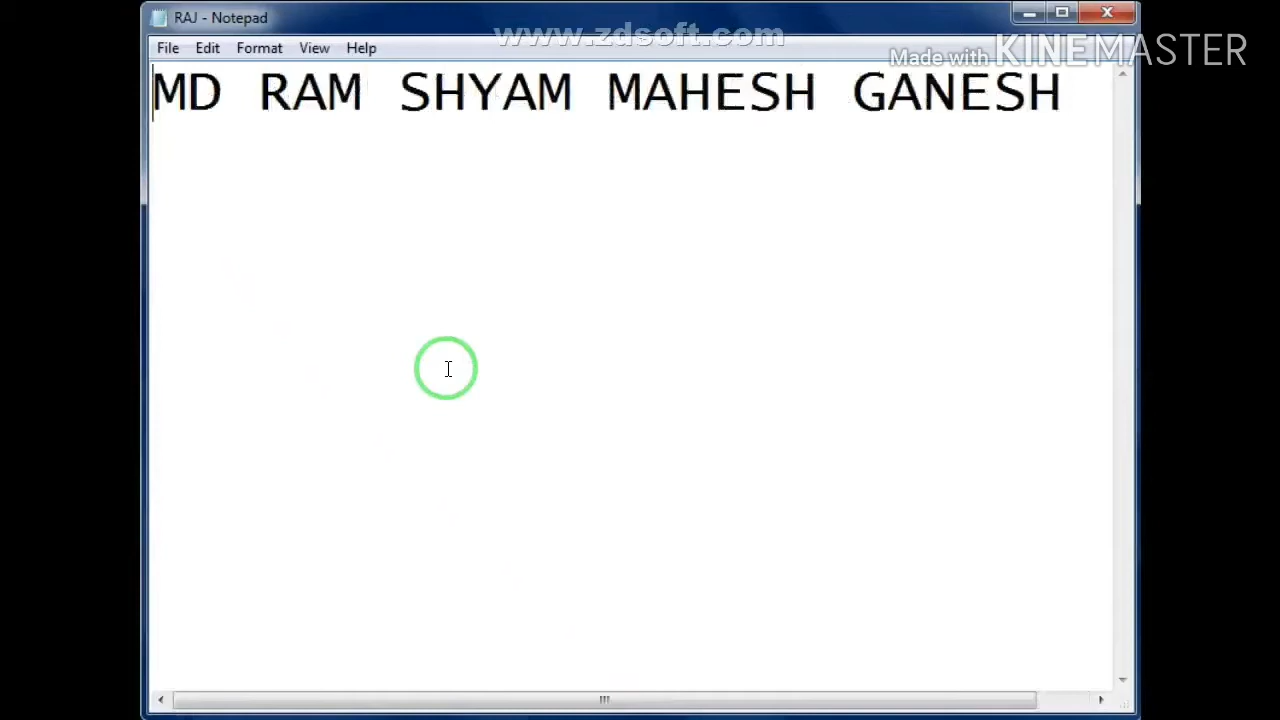 RAJ - Notepad
www.zdsoft.com
File Edit Format View Help
Made with KINEMASTER
MD RAM SHYAM MAHESH GANESH